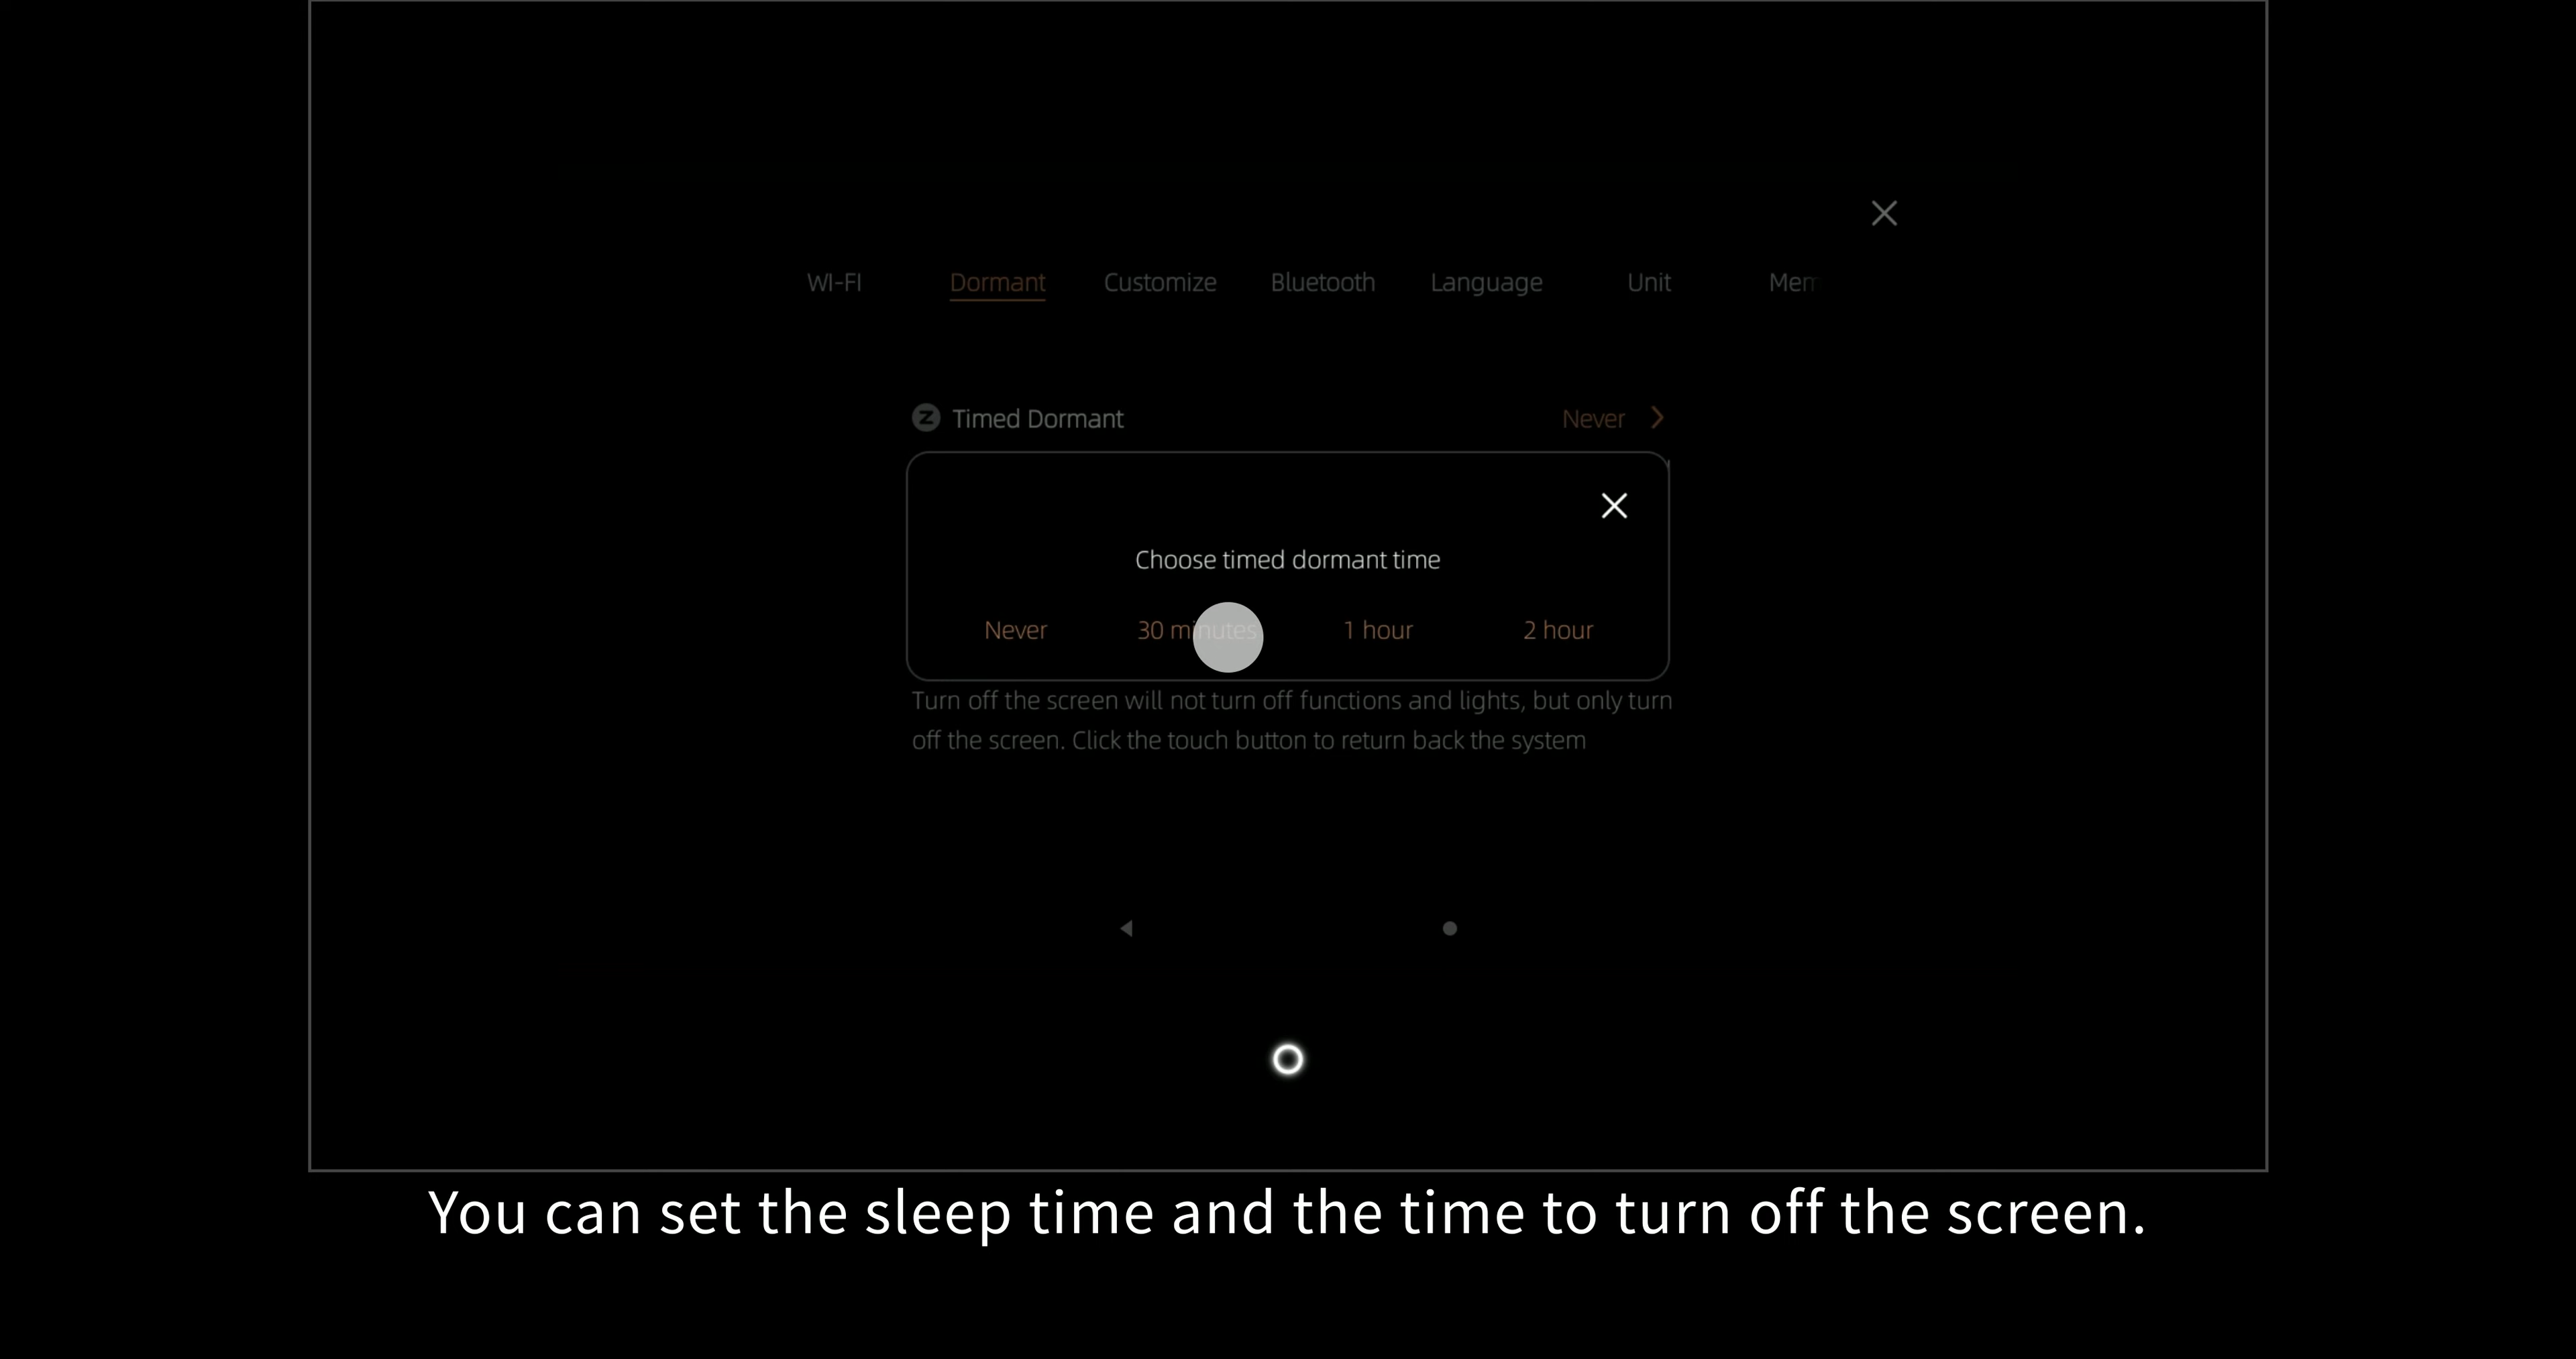 WI-FI Dormant Customize Bluetooth Language Unit Mem
Timed Dormant Never
Choose timed dormant time
Never 30 minutes 1 hour 2 hour
Turn off the screen will not turn off functions and lights, but only turn
off the screen. Click the touch button to return back the system
You can set the sleep time and the time to turn off the screen.